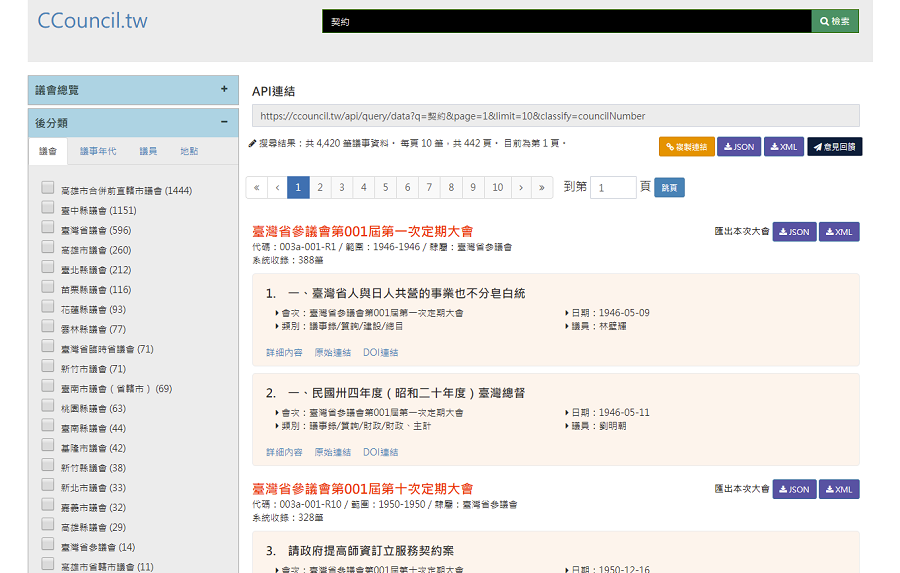 CCouncil.tw
契約
檢索
議會總覽 +
後分類 −
議會 議事年代 議員 地點
高雄市合併前直轄市議會 (1444)
臺中縣議會 (1151)
臺灣省議會 (596)
高雄市議會 (260)
臺北縣議會 (212)
苗栗縣議會 (116)
花蓮縣議會 (93)
雲林縣議會 (77)
臺灣省臨時省議會 (71)
新竹市議會 (71)
臺南市議會（省轄市） (69)
桃園縣議會 (63)
臺南縣議會 (44)
基隆市議會 (42)
新竹縣議會 (38)
新北市議會 (33)
嘉義市議會 (32)
高雄縣議會 (29)
臺灣省參議會 (14)
高雄市省轄市議會 (11)
API連結
https://ccouncil.tw/api/query/data?q=契約&page=1&limit=10&classify=councilNumber
搜尋結果：共 4,420 筆議事資料。 每頁 10 筆，共 442 頁。 目前為第 1 頁。
複製連結 JSON XML 意見回饋
« ‹ 1 2 3 4 5 6 7 8 9 10 › » 到第 1 頁 跳頁
臺灣省參議會第001屆第一次定期大會
匯出本次大會 JSON XML
代碼：003a-001-R1 / 範圍：1946-1946 / 隸屬：臺灣省參議會
系統收錄：388筆
1. 一、臺灣省人與日人共營的事業也不分皂白統
會次：臺灣省參議會第001屆第一次定期大會 日期：1946-05-09
類別：議事錄/質詢/建設/總目 議員：林壁輝
詳細內容 原始連結 DOI連結
2. 一、民國卅四年度（昭和二十年度）臺灣總督
會次：臺灣省參議會第001屆第一次定期大會 日期：1946-05-11
類別：議事錄/質詢/財政/財政、主計 議員：劉明朝
詳細內容 原始連結 DOI連結
臺灣省參議會第001屆第十次定期大會
匯出本次大會 JSON XML
代碼：003a-001-R10 / 範圍：1950-1950 / 隸屬：臺灣省參議會
系統收錄：328筆
3. 請政府提高師資訂立服務契約案
會次：臺灣省參議會第001屆第十次定期大會 日期：1950-12-16